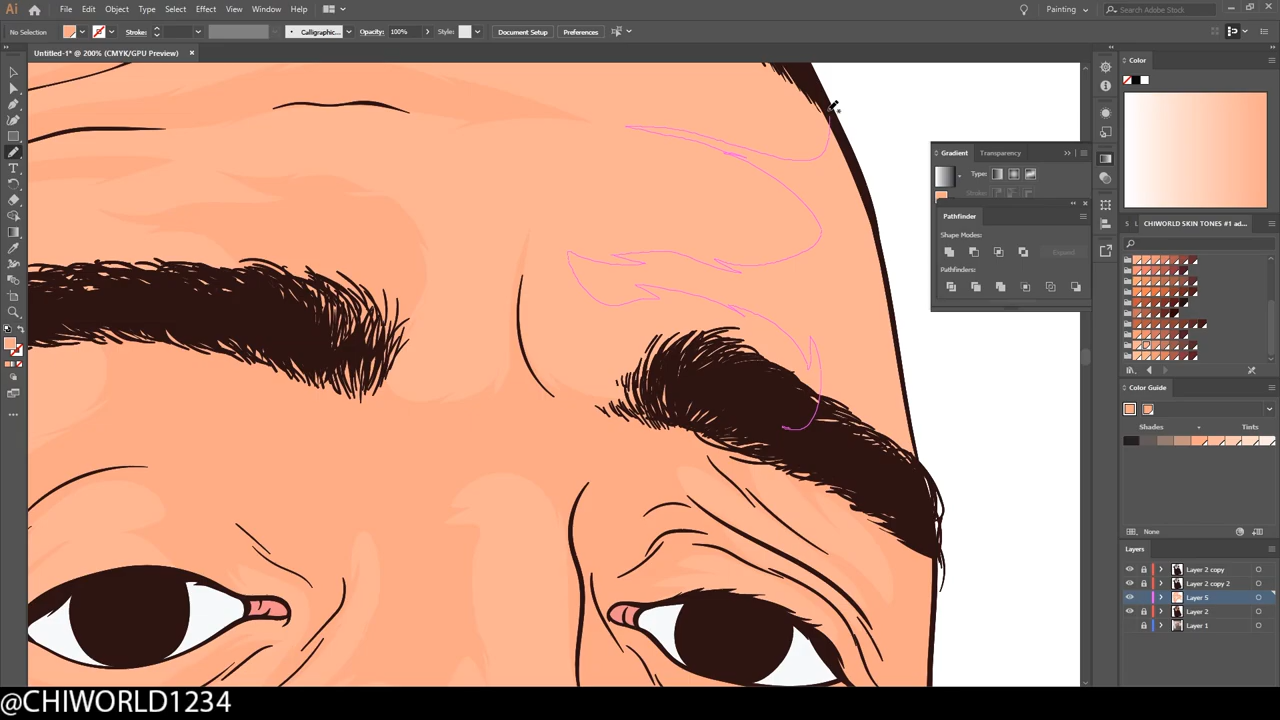 Ai File Edit Object Type Select Effect View Window Help Painting Search Adobe Stock
No Selection Stroke: Calligraphic... Opacity: 100% Style: Document Setup Preferences
Untitled-1* @ 200% (CMYK/GPU Preview)
Color
Gradient Transparency
Type:
Stroke:
Pathfinder
Shape Modes:
Expand
Pathfinders:
S L CHIWORLD SKIN TONES #1 ad...
Color Guide
Shades Tints
None
Layers
Layer 2 copy
Layer 2 copy 2
Layer 5
Layer 2
Layer 1
@CHIWORLD1234